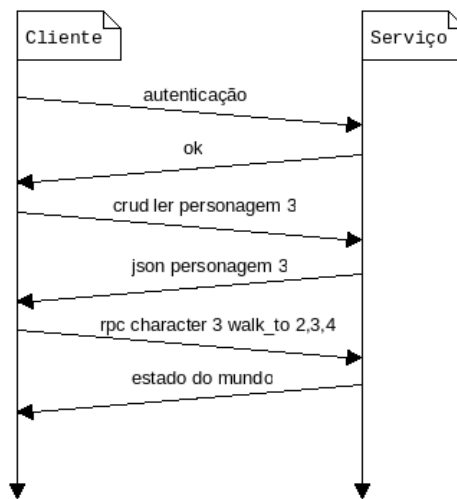 Cliente
Serviço
autenticação
ok
crud ler personagem 3
json personagem 3
rpc character 3 walk_to 2,3,4
estado do mundo